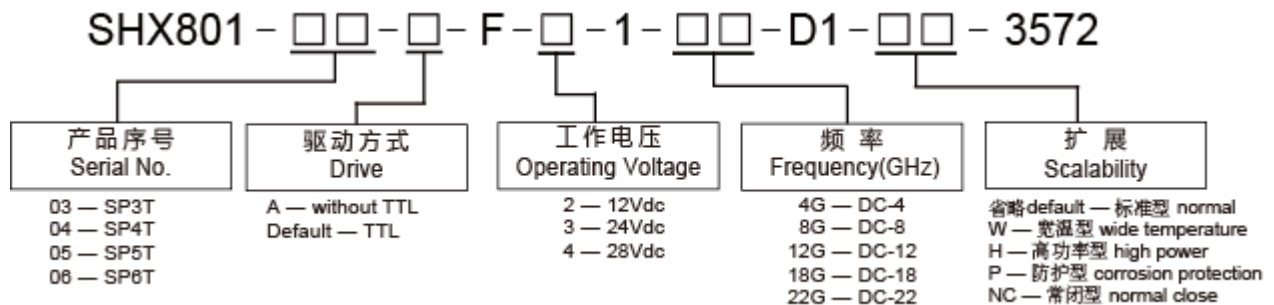 SHX801-□□-□-F-□-1-□□-D1-□□-3572
产品序号
Serial No.
03 — SP3T
04 — SP4T
05 — SP5T
06 — SP6T
驱动方式
Drive
A — without TTL
Default — TTL
工作电压
Operating Voltage
2 — 12Vdc
3 — 24Vdc
4 — 28Vdc
频 率
Frequency(GHz)
4G — DC-4
8G — DC-8
12G — DC-12
18G — DC-18
22G — DC-22
扩 展
Scalability
省略default — 标准型 normal
W — 宽温型 wide temperature
H — 高功率型 high power
P — 防护型 corrosion protection
NC — 常闭型 normal close